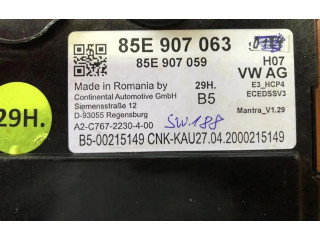 85E 907 063
85E 907 059
H07
VW AG
Made in Romania by
29H.
E3_HCP4
Continental Automotive GmbH
B5
ECEDSSV3
Siemensstraße 12
D-93055 Regensburg
Mantra_V1.29
A2-C767-2230-4-00
SW.188
B5-00215149 CNK-KAU27.04.2000215149
29H.